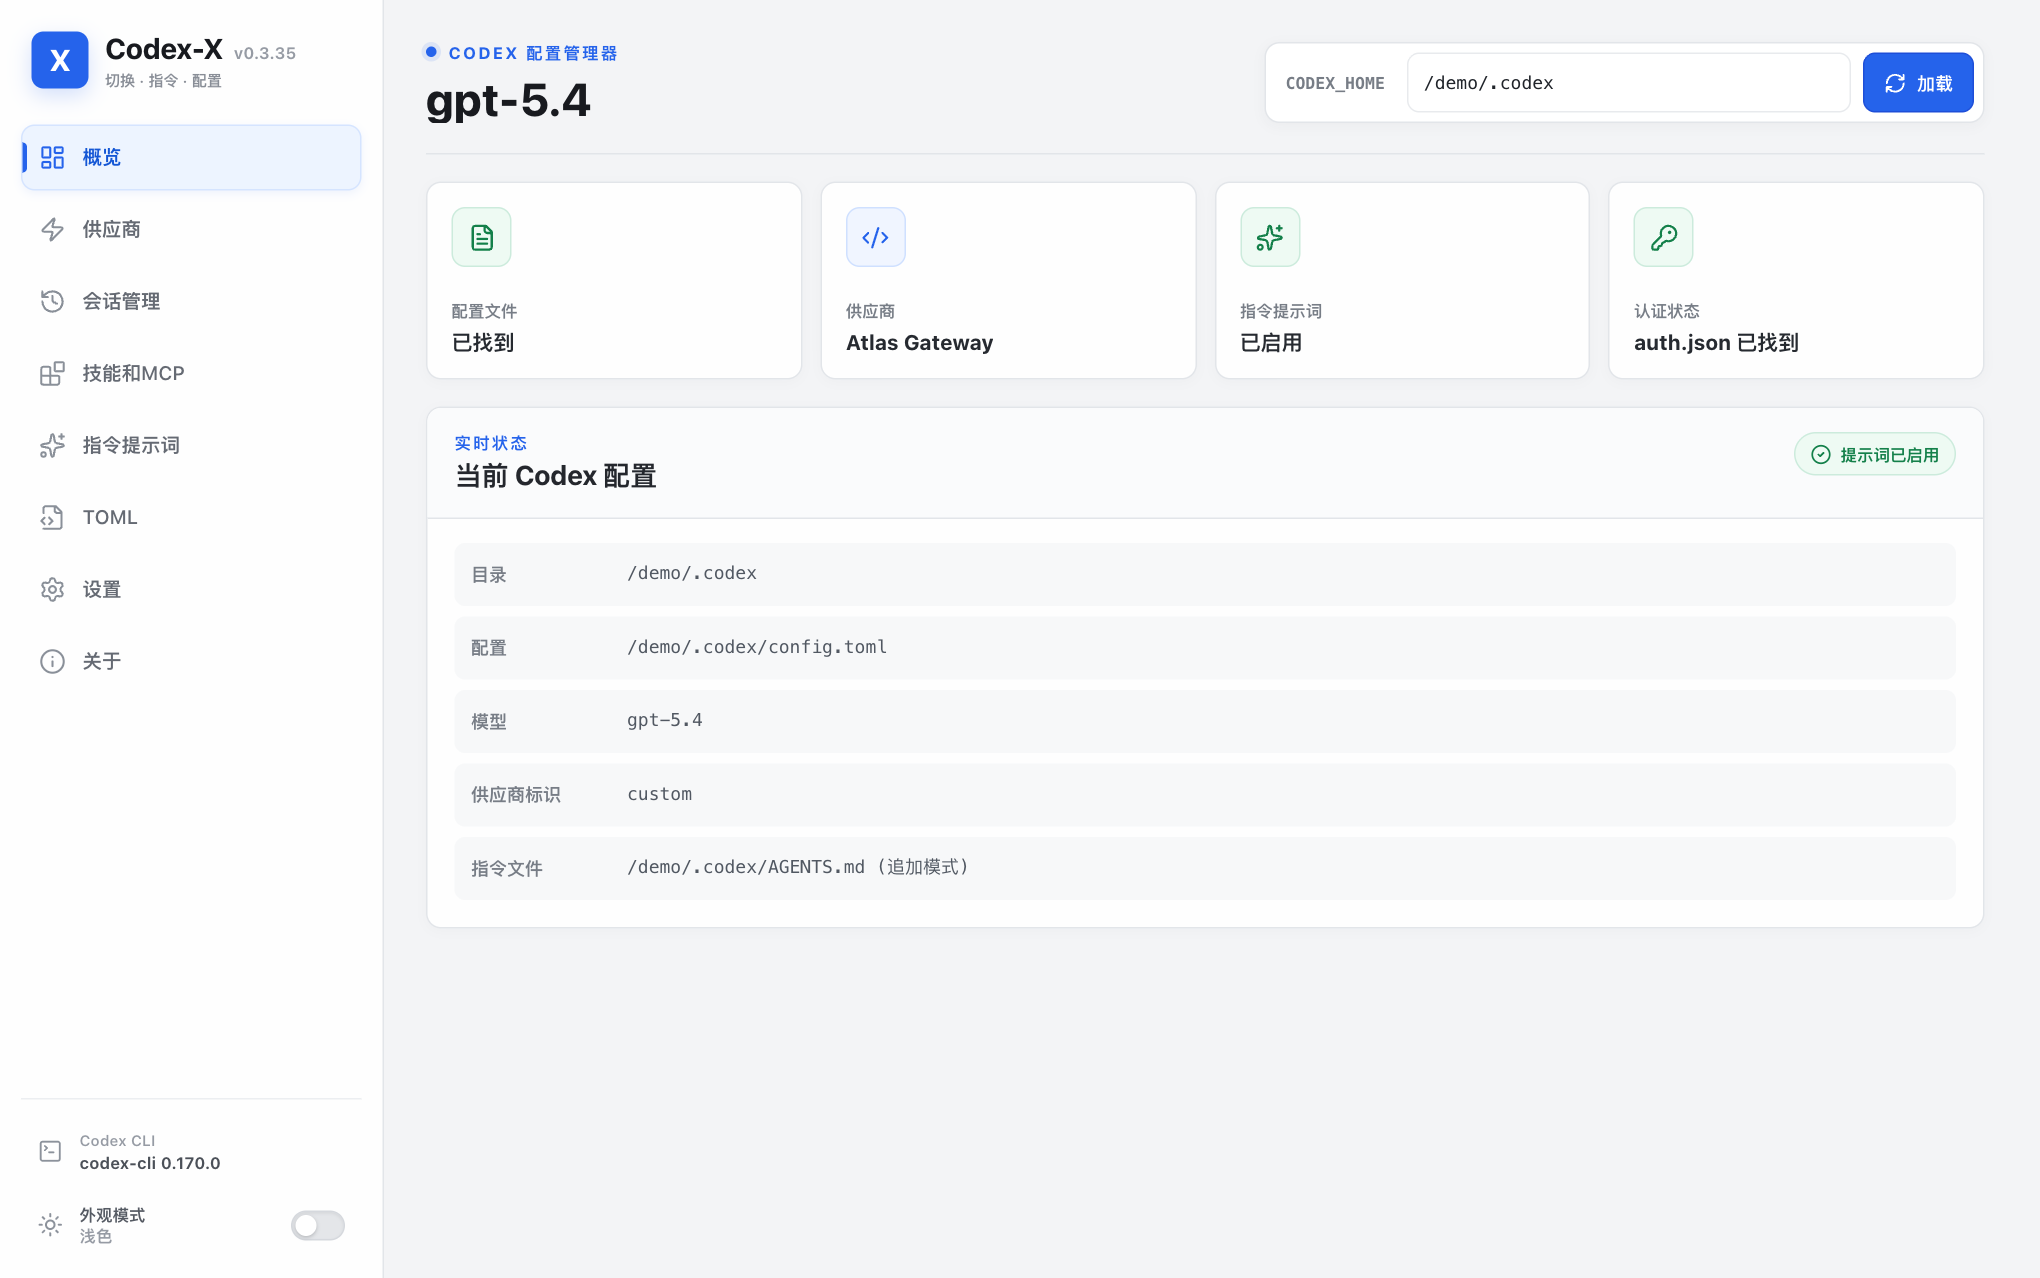 X
Codex-X v0.3.35
切换 · 指令 · 配置
概览
供应商
会话管理
技能和MCP
指令提示词
TOML
设置
关于
Codex CLI
codex-cli 0.170.0
外观模式
浅色
CODEX 配置管理器
gpt-5.4
CODEX_HOME /demo/.codex 加载
配置文件
已找到
供应商
Atlas Gateway
指令提示词
已启用
认证状态
auth.json 已找到
实时状态
当前 Codex 配置
提示词已启用
目录 /demo/.codex
配置 /demo/.codex/config.toml
模型 gpt-5.4
供应商标识 custom
指令文件 /demo/.codex/AGENTS.md (追加模式)